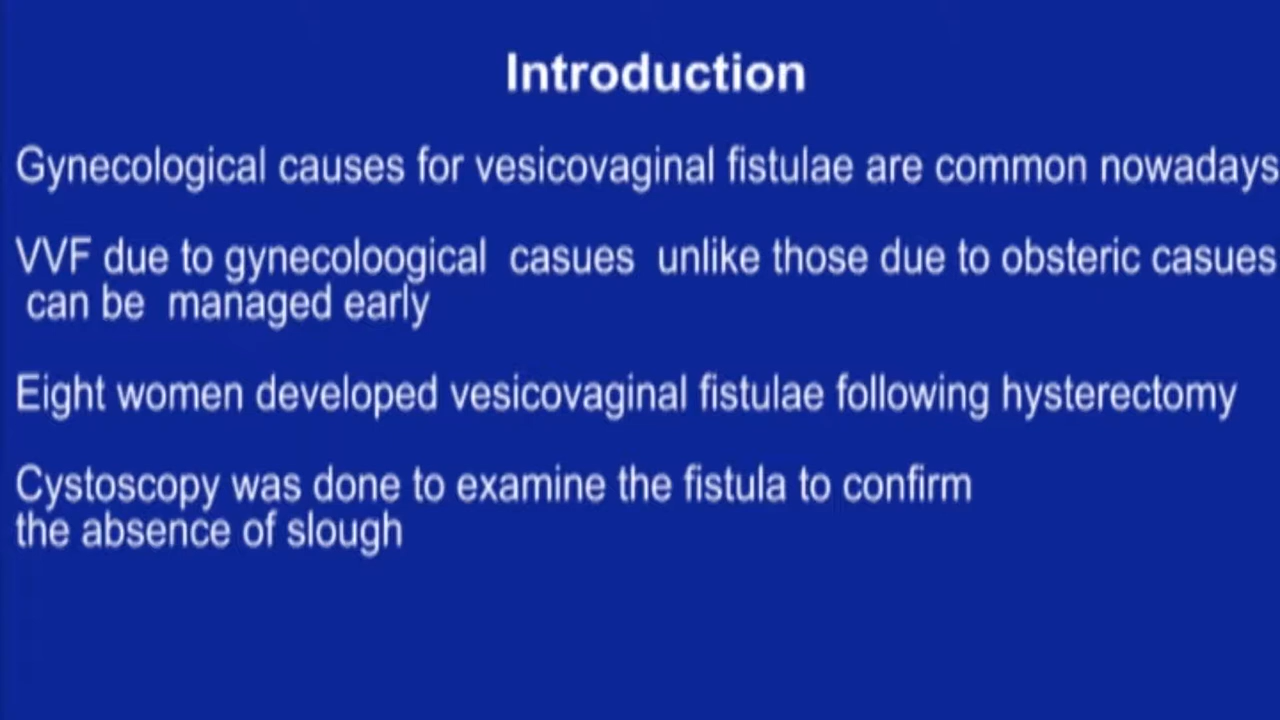 Introduction
Gynecological causes for vesicovaginal fistulae are common nowadays
VVF due to gynecoloogical casues unlike those due to obsteric casues
can be managed early
Eight women developed vesicovaginal fistulae following hysterectomy
Cystoscopy was done to examine the fistula to confirm
the absence of slough